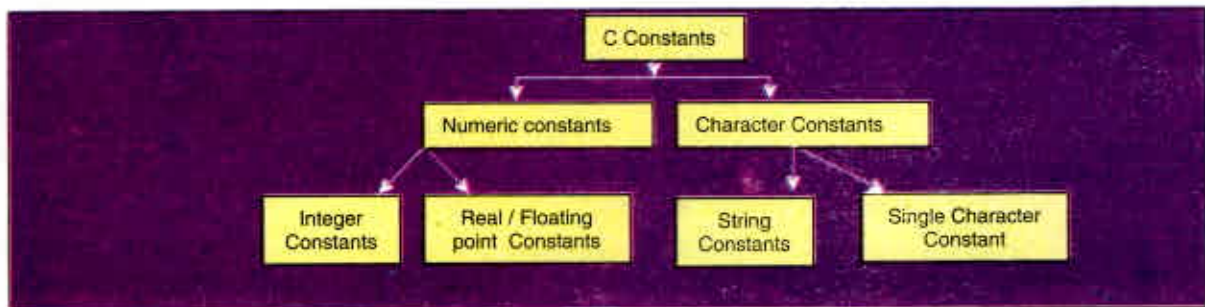 C Constants
Numeric constants
Character Constants
Integer
Constants
Real / Floating
point Constants
String
Constants
Single Character
Constant